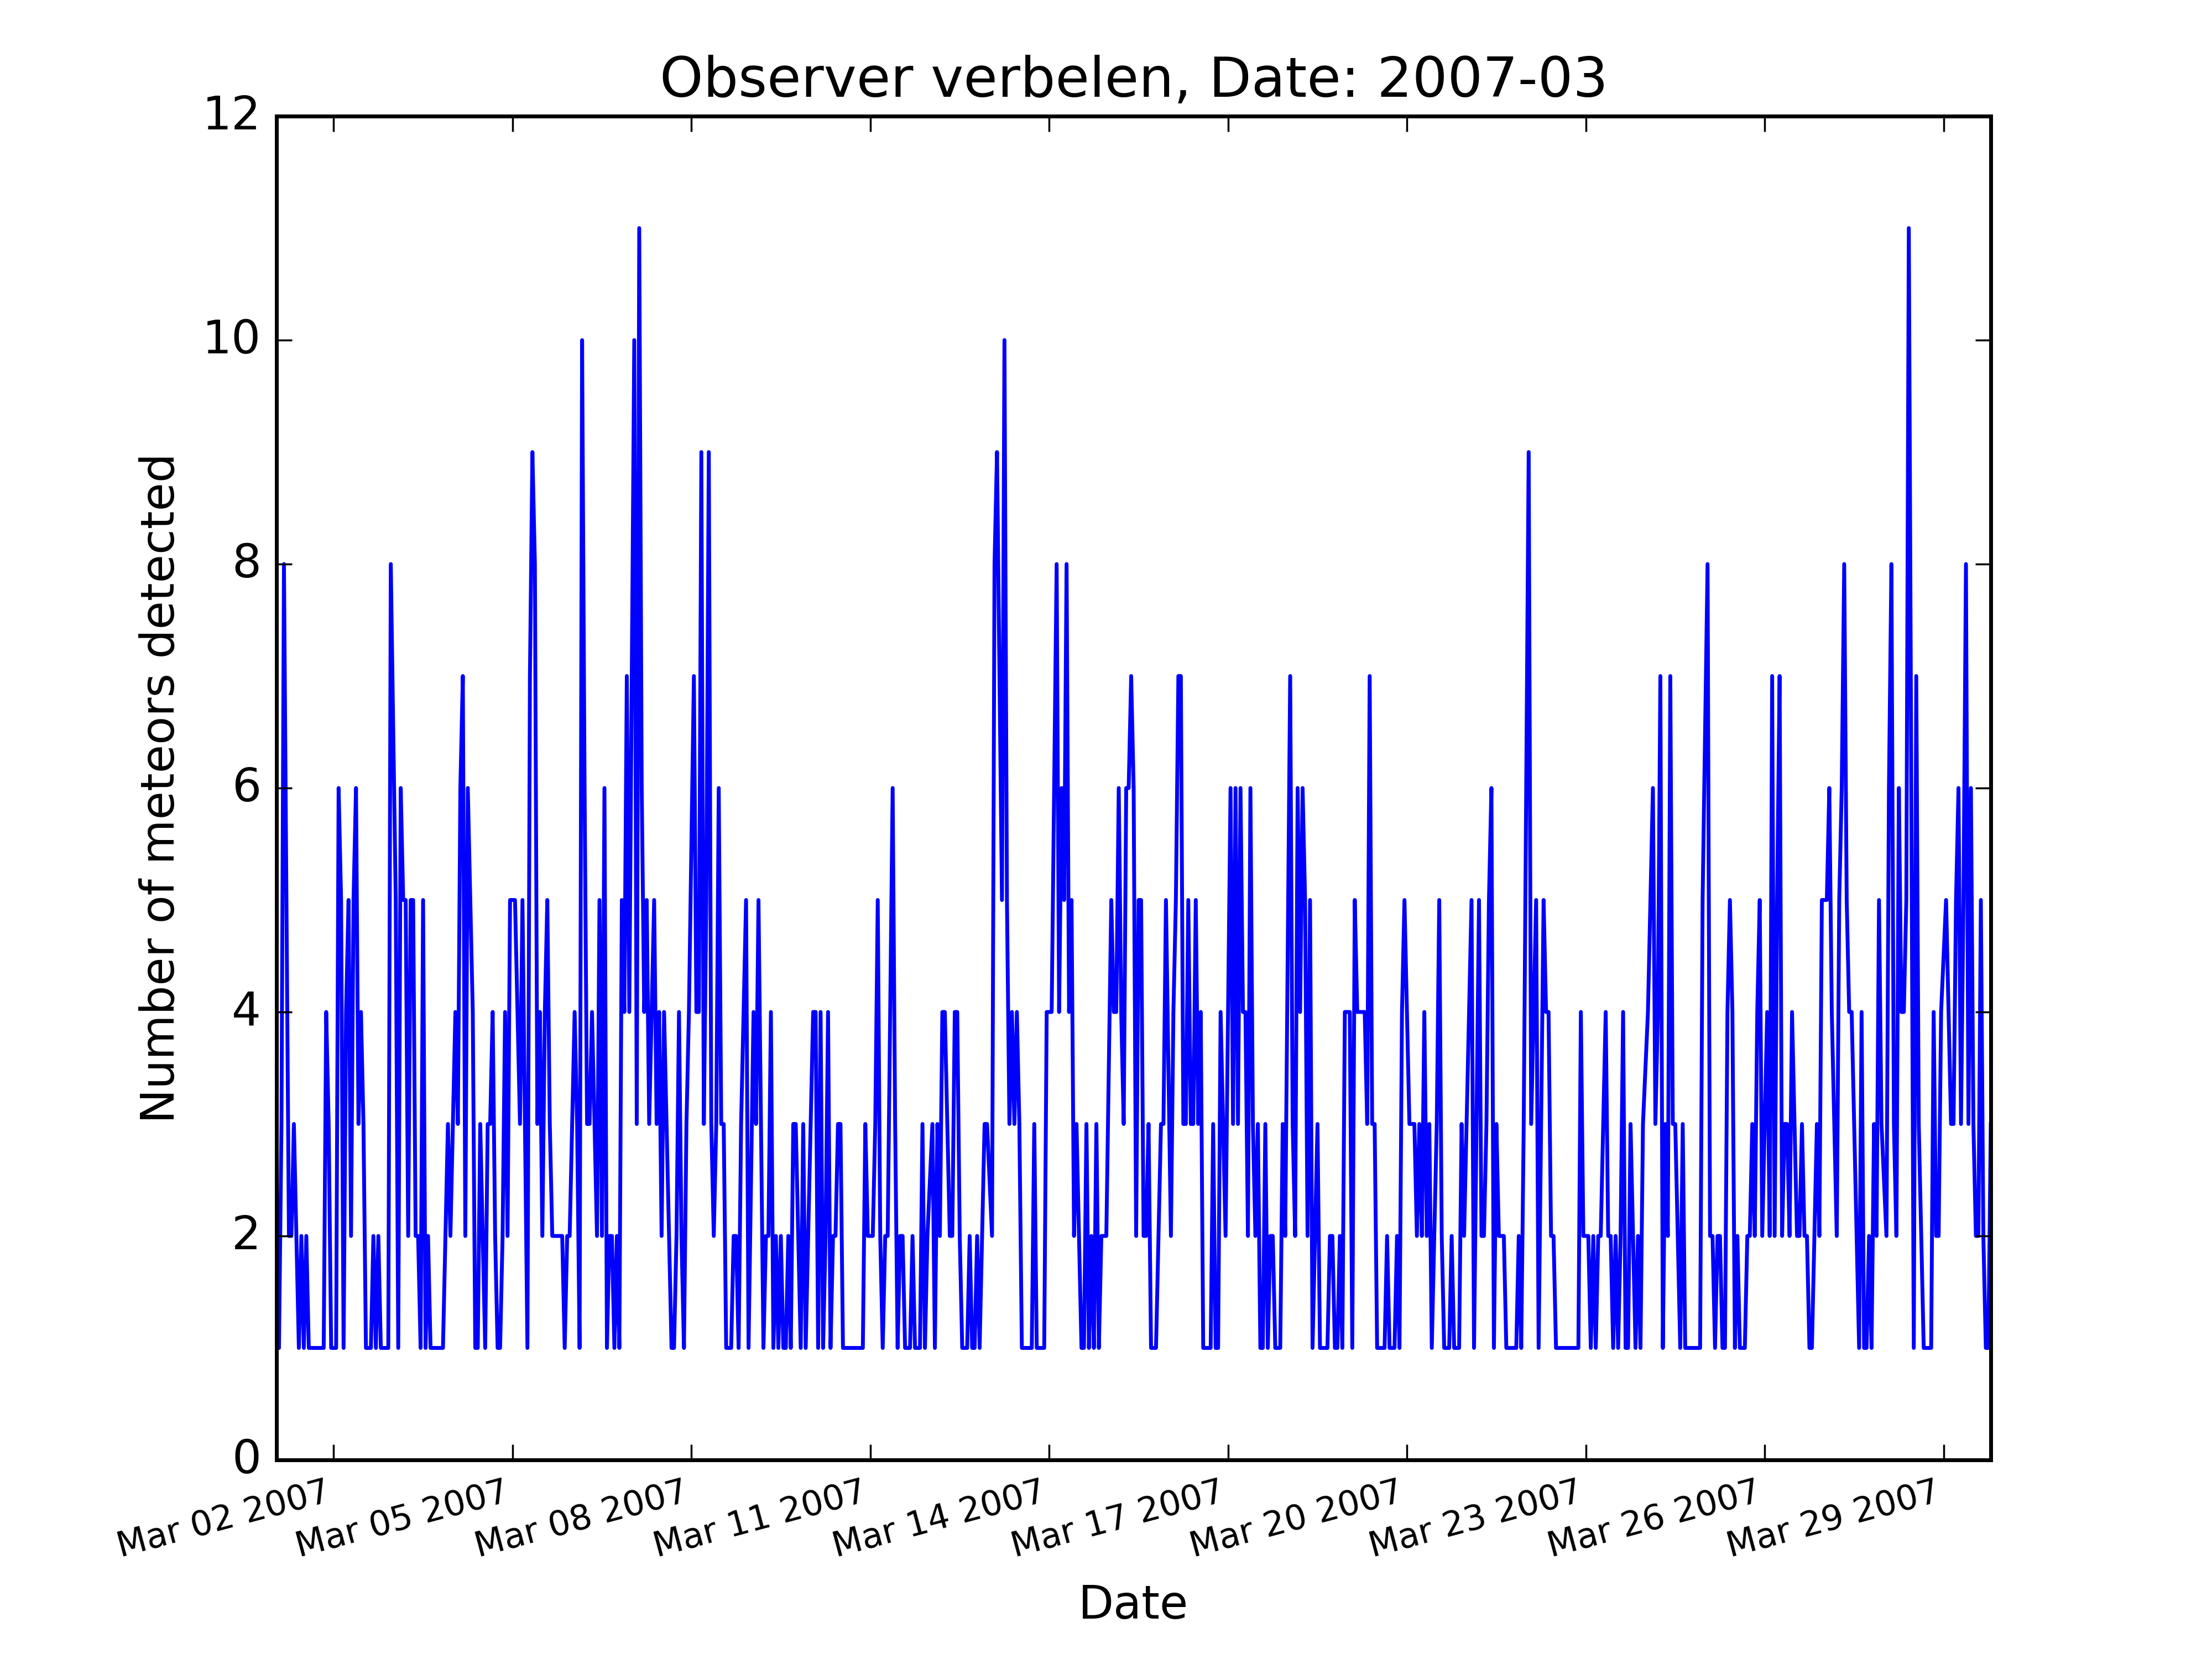 Observer verbelen, Date: 2007-03
Number of meteors detected
12
10
8
6
4
2
0
Mar 02 2007
Mar 05 2007
Mar 08 2007
Mar 11 2007
Mar 14 2007
Mar 17 2007
Mar 20 2007
Mar 23 2007
Mar 26 2007
Mar 29 2007
Date